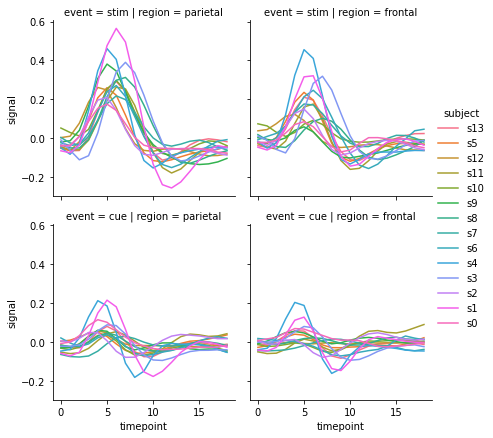 event = stim | region = parietal
event = stim | region = frontal
signal
0.6
0.4
0.2
0.0
−0.2
event = cue | region = parietal
event = cue | region = frontal
signal
0.6
0.4
0.2
0.0
−0.2
0
5
10
15
timepoint
0
5
10
15
timepoint
subject
s13
s5
s12
s11
s10
s9
s8
s7
s6
s4
s3
s2
s1
s0